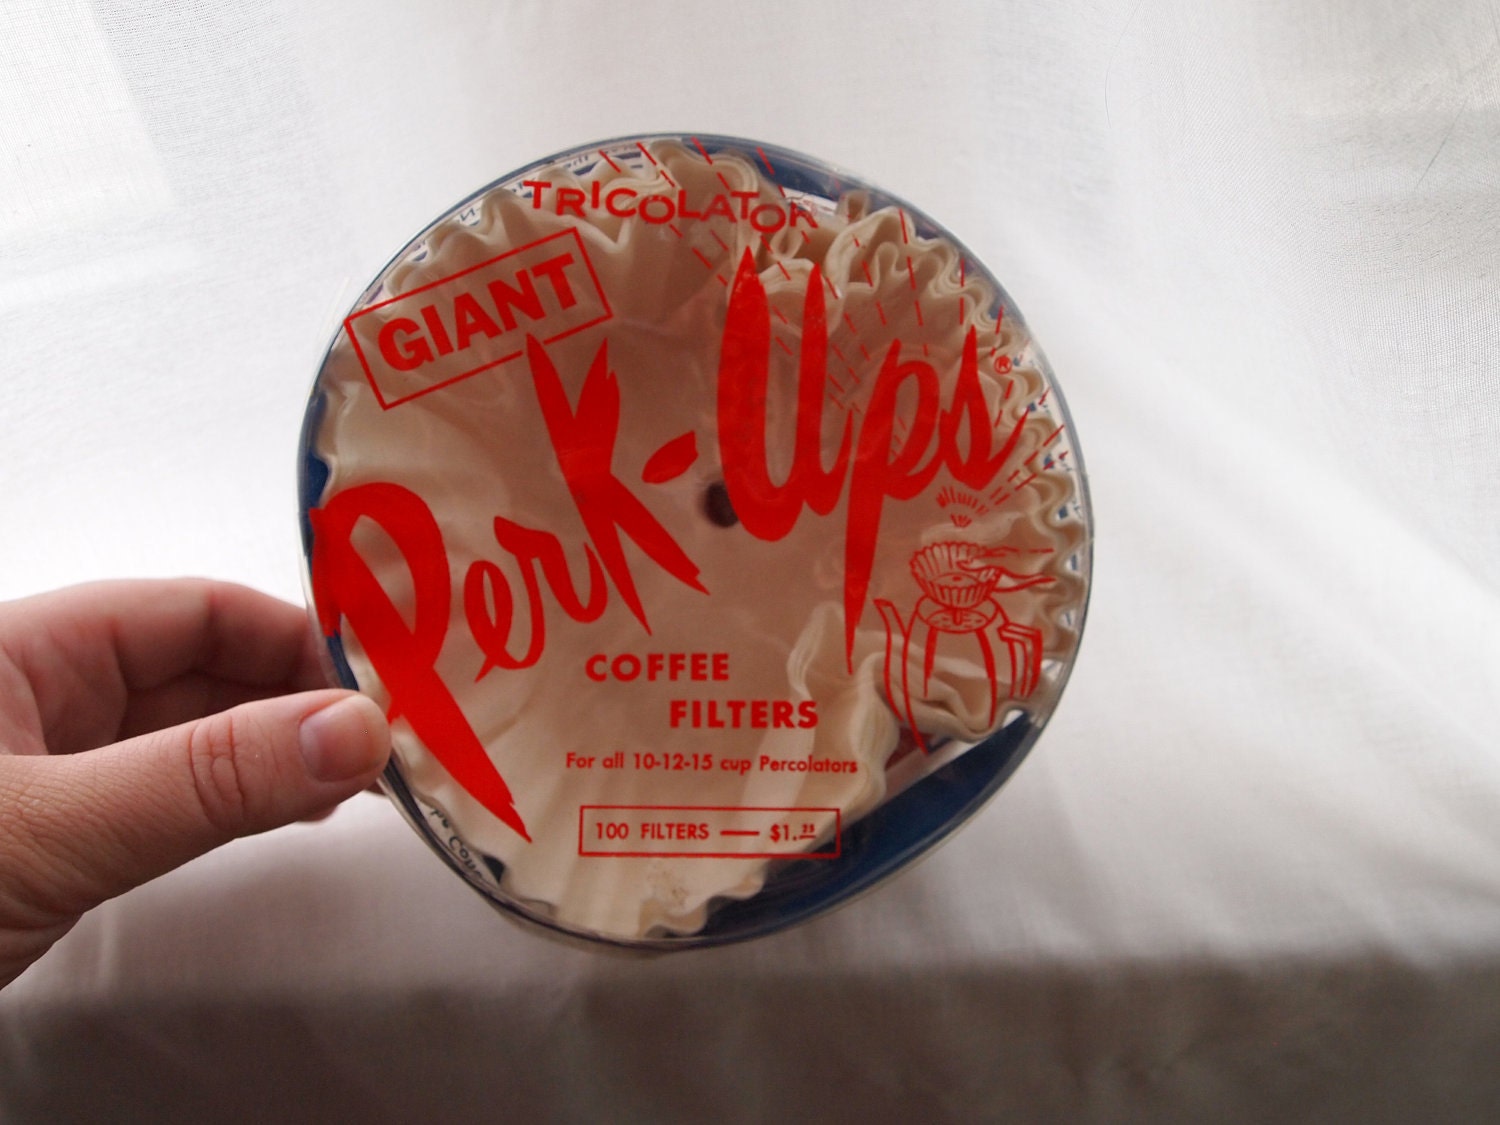 TRICOLATOR
GIANT
Perk-Ups®
COFFEE
FILTERS
For all 10-12-15 cup Percolators
100 FILTERS — $1.